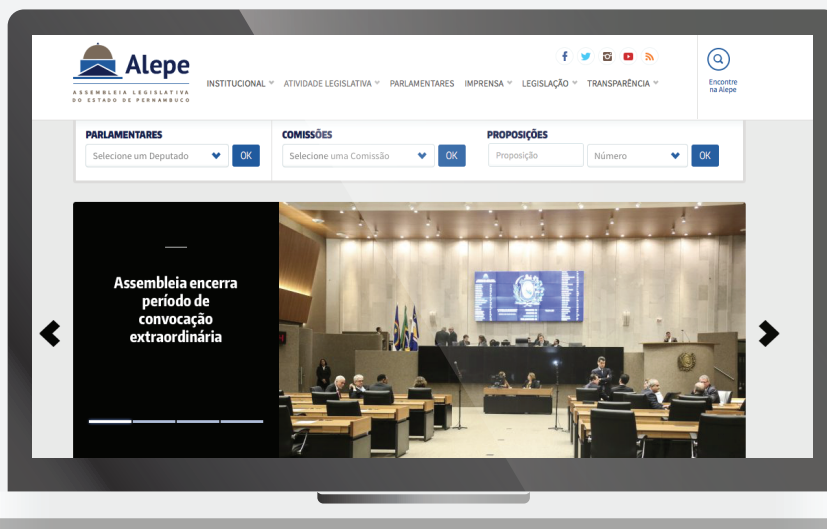 Alepe
ASSEMBLEIA LEGISLATIVA
DO ESTADO DE PERNAMBUCO
INSTITUCIONAL
ATIVIDADE LEGISLATIVA
PARLAMENTARES
IMPRENSA
LEGISLAÇÃO
TRANSPARÊNCIA
Encontre
na Alepe
PARLAMENTARES
Selecione um Deputado
OK
COMISSÕES
Selecione uma Comissão
OK
PROPOSIÇÕES
Proposição
Número
OK
Assembleia encerra
período de
convocação
extraordinária